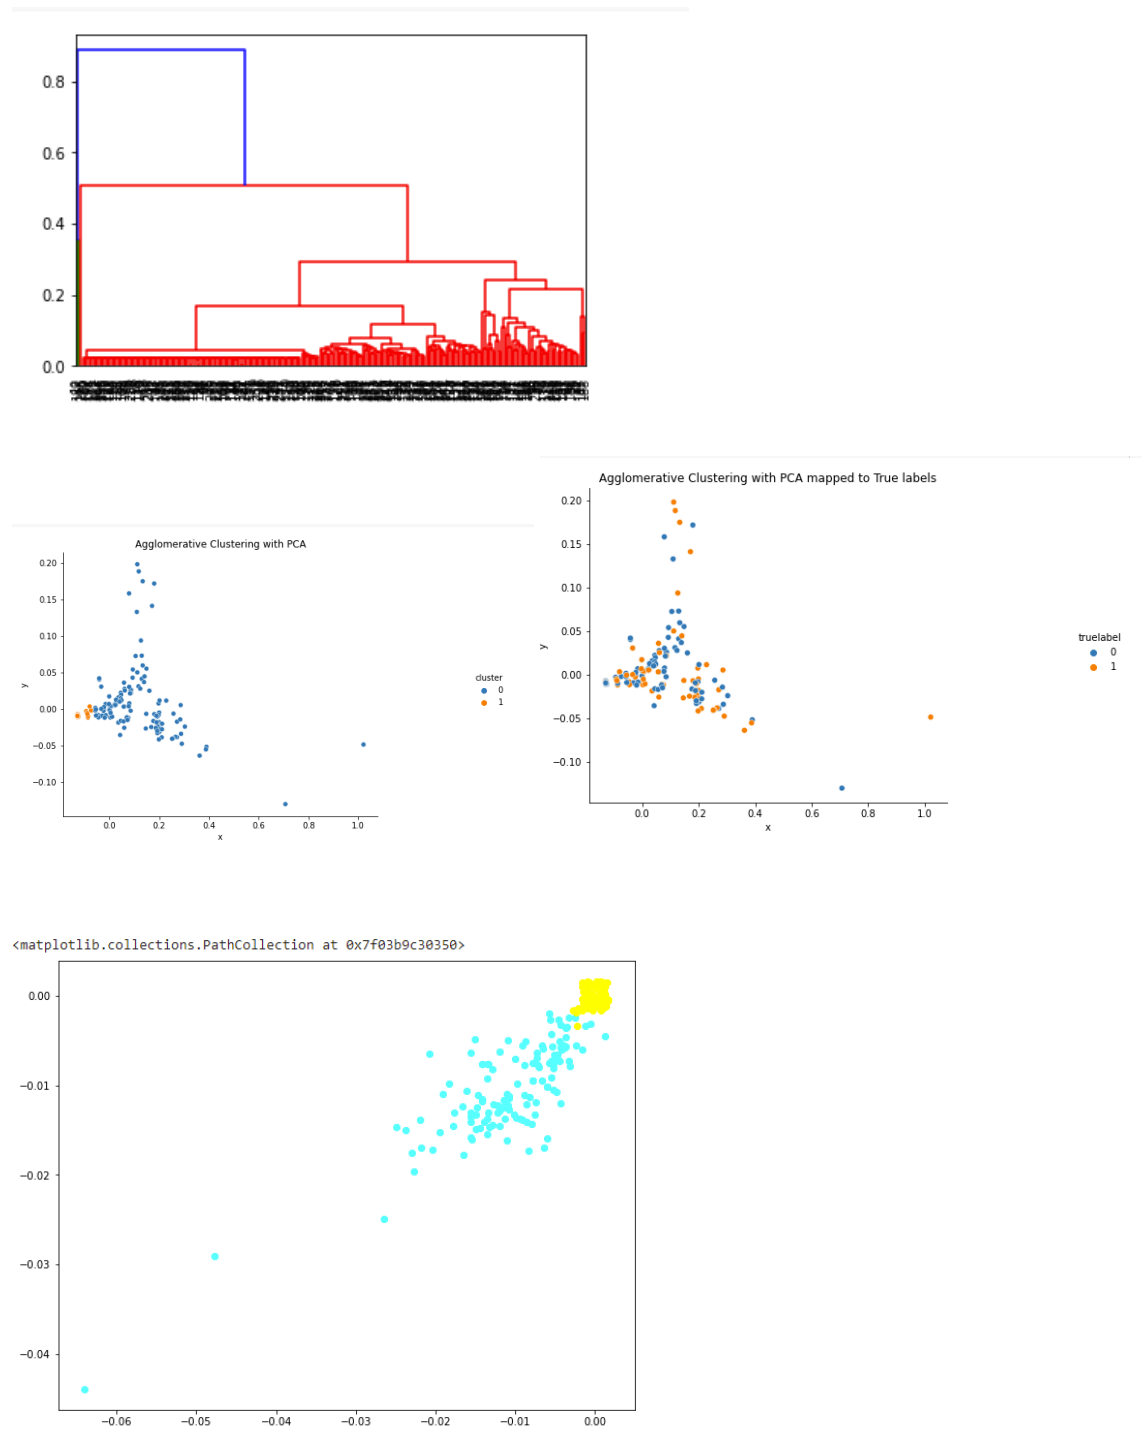 0.8
0.6
0.4
0.2
0.0
Agglomerative Clustering with PCA mapped to True labels
0.20
0.15
0.10
0.05
0.00
−0.05
−0.10
y
0.0 0.2 0.4 0.6 0.8 1.0
x
truelabel
0
1
Agglomerative Clustering with PCA
0.20
0.15
0.10
0.05
0.00
−0.05
−0.10
y
0.0 0.2 0.4 0.6 0.8 1.0
x
cluster
0
1
<matplotlib.collections.PathCollection at 0x7f03b9c30350>
0.00
−0.01
−0.02
−0.03
−0.04
−0.06 −0.05 −0.04 −0.03 −0.02 −0.01 0.00